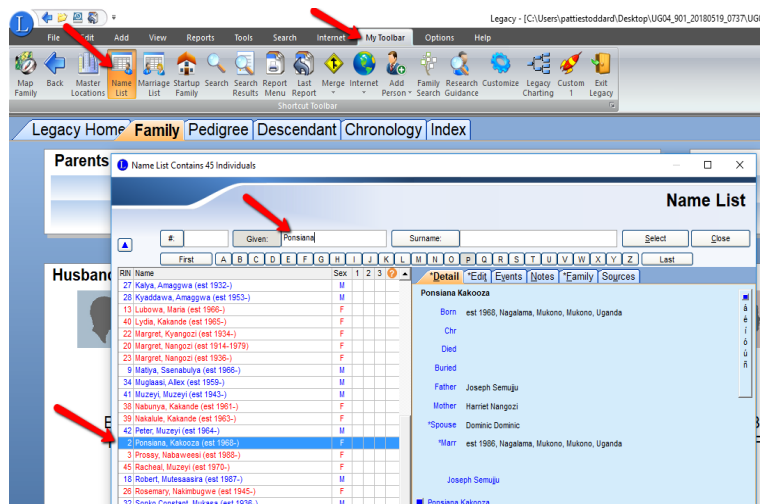 Legacy - [C:\Users\pattiestoddard\Desktop\UG04_901_20180519_0737\UG
File Edit Add View Reports Tools Search Internet My Toolbar Options Help
Map Family Back Master Locations Name List Marriage List Startup Family Search Search Results Report Menu Last Report Merge Internet Add Person Family Search Research Guidance Customize Legacy Charting Custom 1 Exit Legacy
Shortcut Toolbar
Legacy Home Family Pedigree Descendant Chronology Index
Parents
Name List Contains 45 Individuals
Name List
#: Given: Ponsiana Surname: Select Close
First A B C D E F G H I J K L M N O P Q R S T U V W X Y Z Last
Husband
RIN Name Sex 1 2 3
27 Kalya, Amaggwa (est 1932-) M
28 Kyaddawa, Amaggwa (est 1953-) M
13 Lubowa, Maria (est 1966-) F
40 Lydia, Kakande (est 1965-) F
22 Margret, Kyangozi (est 1934-) F
20 Margret, Nangozi (est 1914-1979) F
23 Margret, Nangozi (est 1936-) F
9 Matiya, Ssenabulya (est 1966-) M
34 Muglaasi, Allex (est 1959-) M
41 Muzeyi, Muzeyi (est 1943-) M
38 Nabunya, Kakande (est 1961-) F
39 Nakalule, Kakande (est 1963-) F
42 Peter, Muzeyi (est 1964-) M
2 Ponsiana, Kakooza (est 1968-) F
3 Prossy, Nabaweesi (est 1988-) F
45 Racheal, Muzeyi (est 1970-) F
18 Robert, Mutesaasira (est 1987-) M
26 Rosemary, Nakimbugwe (est 1945-) F
32 Sonko Constant, Mukasa (est 1936-) M
*Detail *Edit Events Notes *Family Sources
Ponsiana Kakooza
Born est 1968, Nagalama, Mukono, Mukono, Uganda
Chr
Died
Buried
Father Joseph Semujju
Mother Harriet Nangozi
*Spouse Dominic Dominic
*Marr est 1986, Nagalama, Mukono, Mukono, Uganda
Joseph Semujju
Ponsiana Kakooza
á
é
í
ó
ú
ñ